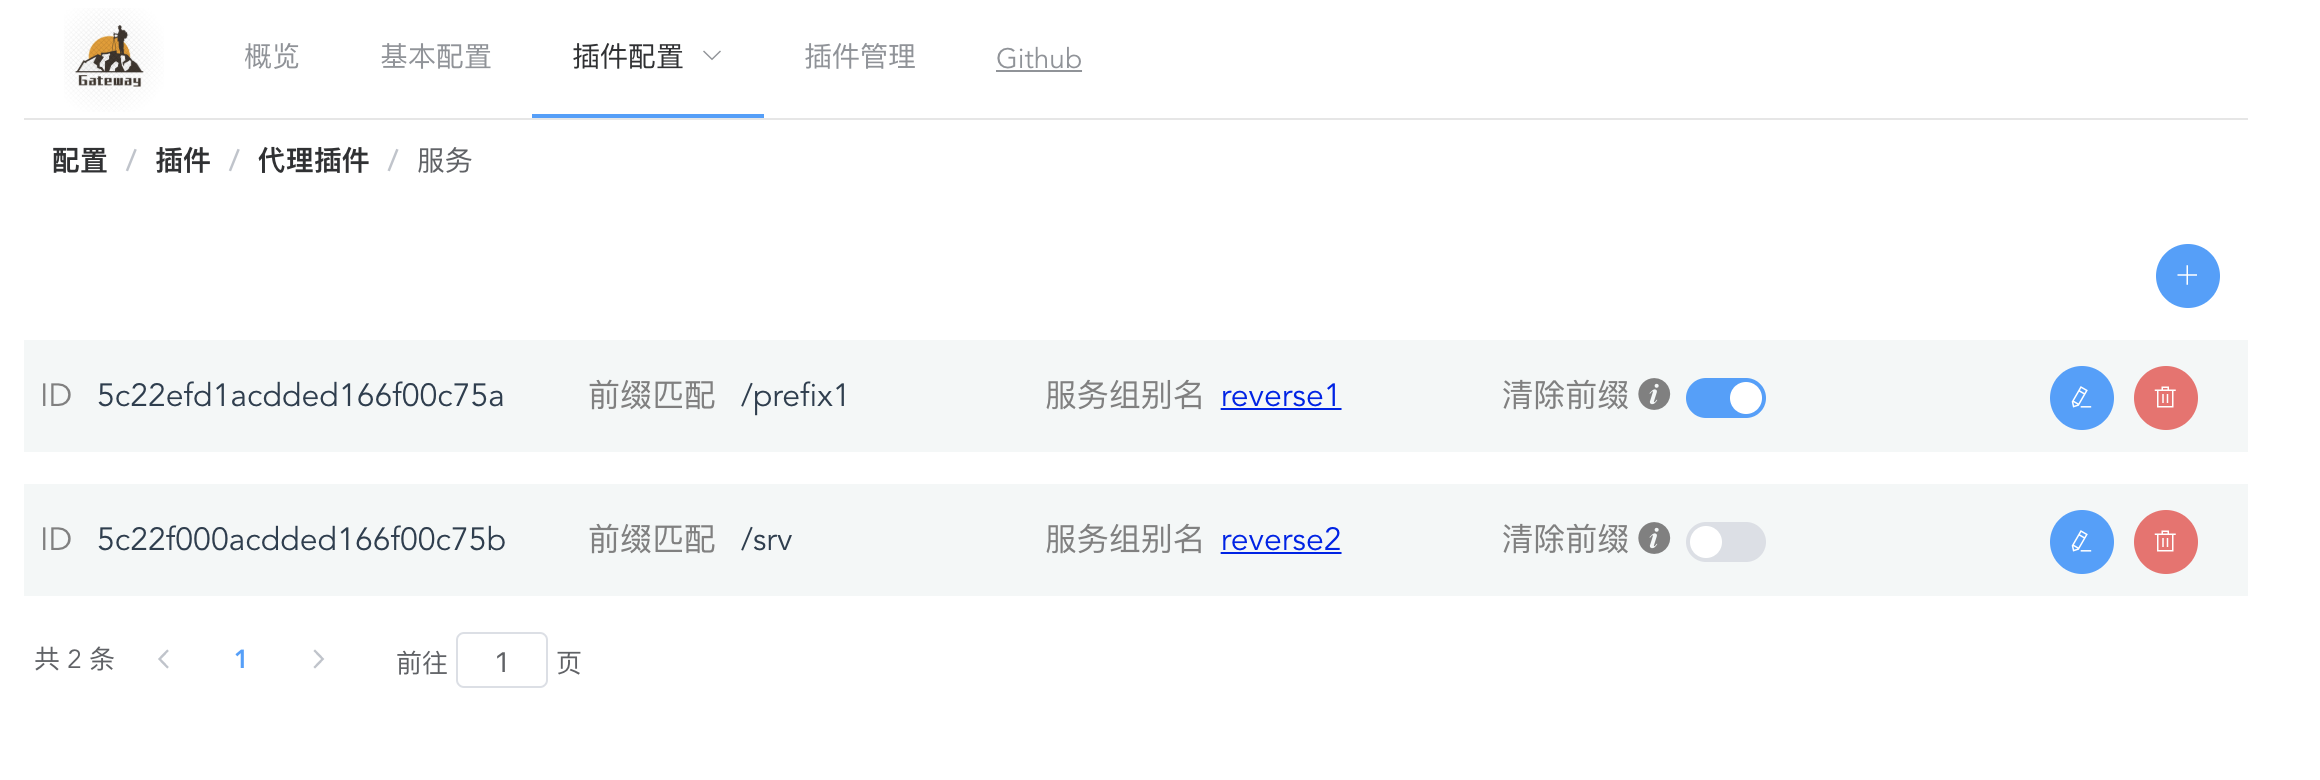 Gateway
概览 基本配置 插件配置 插件管理 Github
配置 / 插件 / 代理插件 / 服务
ID 5c22efd1acdded166f00c75a 前缀匹配 /prefix1 服务组别名 reverse1 清除前缀
ID 5c22f000acdded166f00c75b 前缀匹配 /srv 服务组别名 reverse2 清除前缀
共 2 条 1 前往 1 页